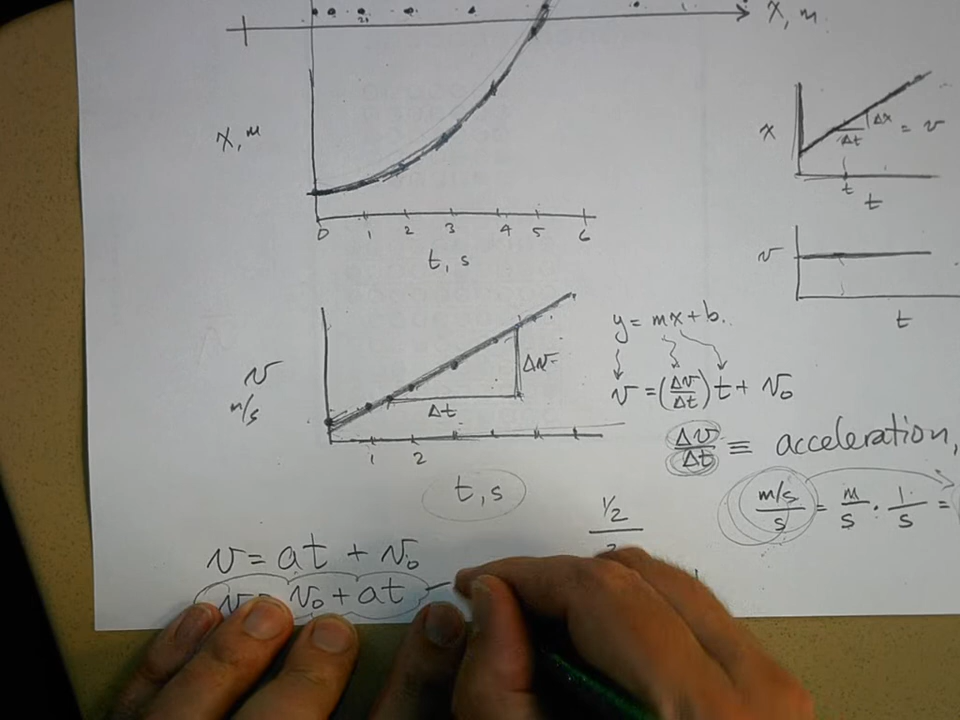 x, m
x, m
0 1 2 3 4 5 6
t, s
x
Δx
Δt
= v
t
t
v
t
v
m/s
Δv
Δt
1 2
t, s
y = mx + b.
v = (Δv/Δt) t + v₀
Δv/Δt ≡ acceleration,
(m/s)/s = m/s · 1/s =
1/2
v = at + v₀
v = v₀ + at